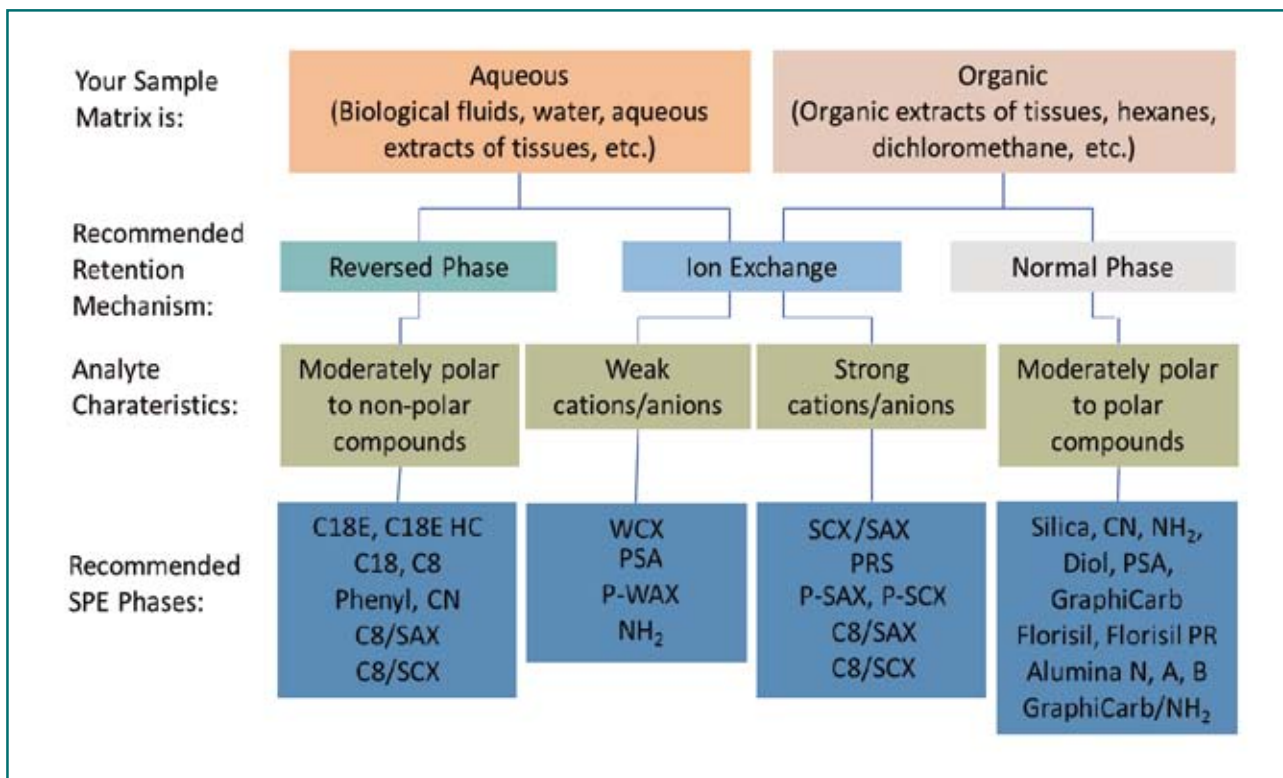 Your Sample
Matrix is:
Aqueous
(Biological fluids, water, aqueous
extracts of tissues, etc.)
Organic
(Organic extracts of tissues, hexanes,
dichloromethane, etc.)
Recommended
Retention
Mechanism:
Reversed Phase
Ion Exchange
Normal Phase
Analyte
Charateristics:
Moderately polar
to non-polar
compounds
Weak
cations/anions
Strong
cations/anions
Moderately polar
to polar
compounds
Recommended
SPE Phases:
C18E, C18E HC
C18, C8
Phenyl, CN
C8/SAX
C8/SCX
WCX
PSA
P-WAX
NH₂
SCX/SAX
PRS
P-SAX, P-SCX
C8/SAX
C8/SCX
Silica, CN, NH₂,
Diol, PSA,
GraphiCarb
Florisil, Florisil PR
Alumina N, A, B
GraphiCarb/NH₂